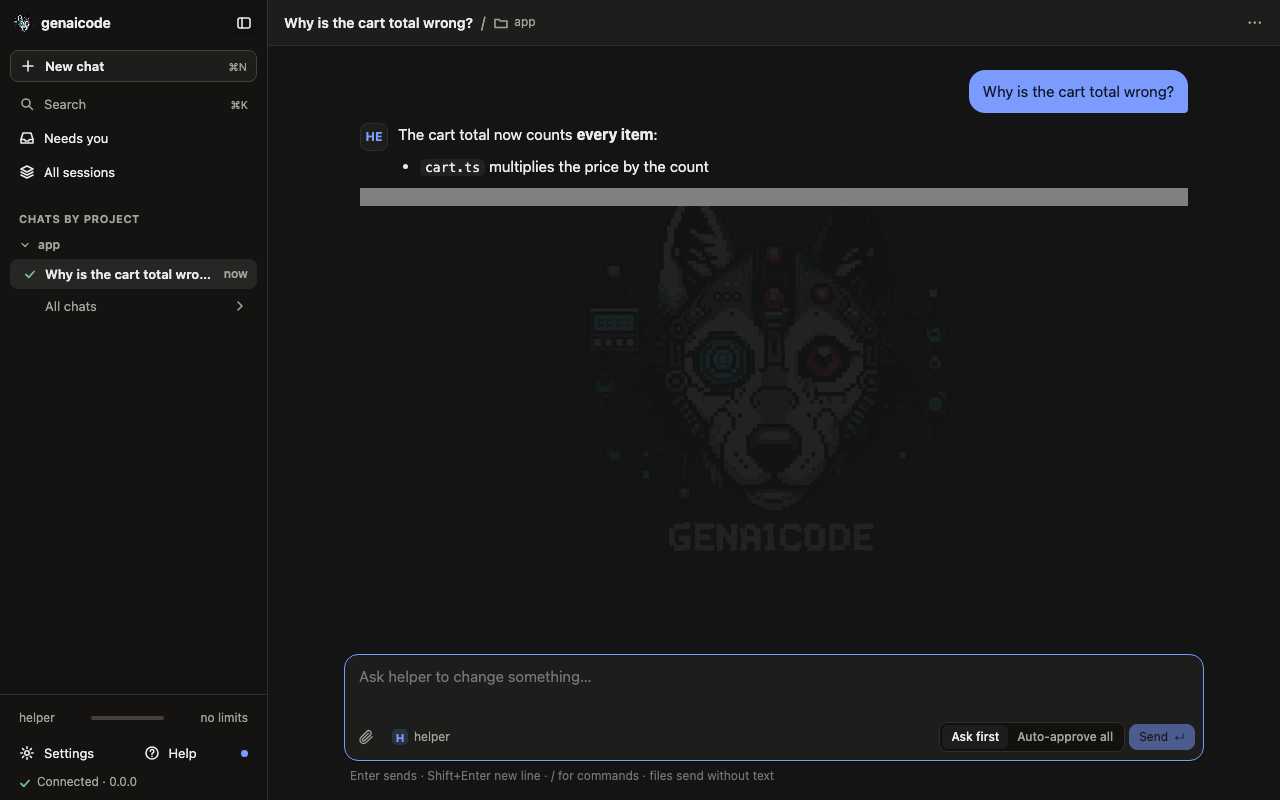 genaicode
New chat ⌘N
Search ⌘K
Needs you
All sessions
CHATS BY PROJECT
app
Why is the cart total wro... now
All chats
helper no limits
Settings Help
Connected · 0.0.0
Why is the cart total wrong? / app
Why is the cart total wrong?
HE The cart total now counts every item:
• cart.ts multiplies the price by the count
GENAICODE
Ask helper to change something...
H helper Ask first Auto-approve all Send ↵
Enter sends · Shift+Enter new line · / for commands · files send without text